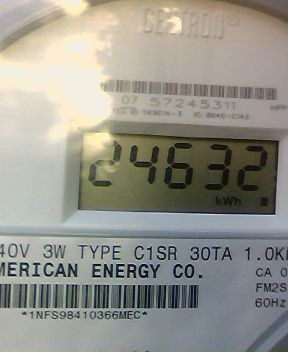 CENTRON®
07 57245311
24632
kWh
40V 3W TYPE C1SR 30TA 1.0K
MERICAN ENERGY CO.
CA 0
FM2S
60Hz
*1NFS98410366MEC*